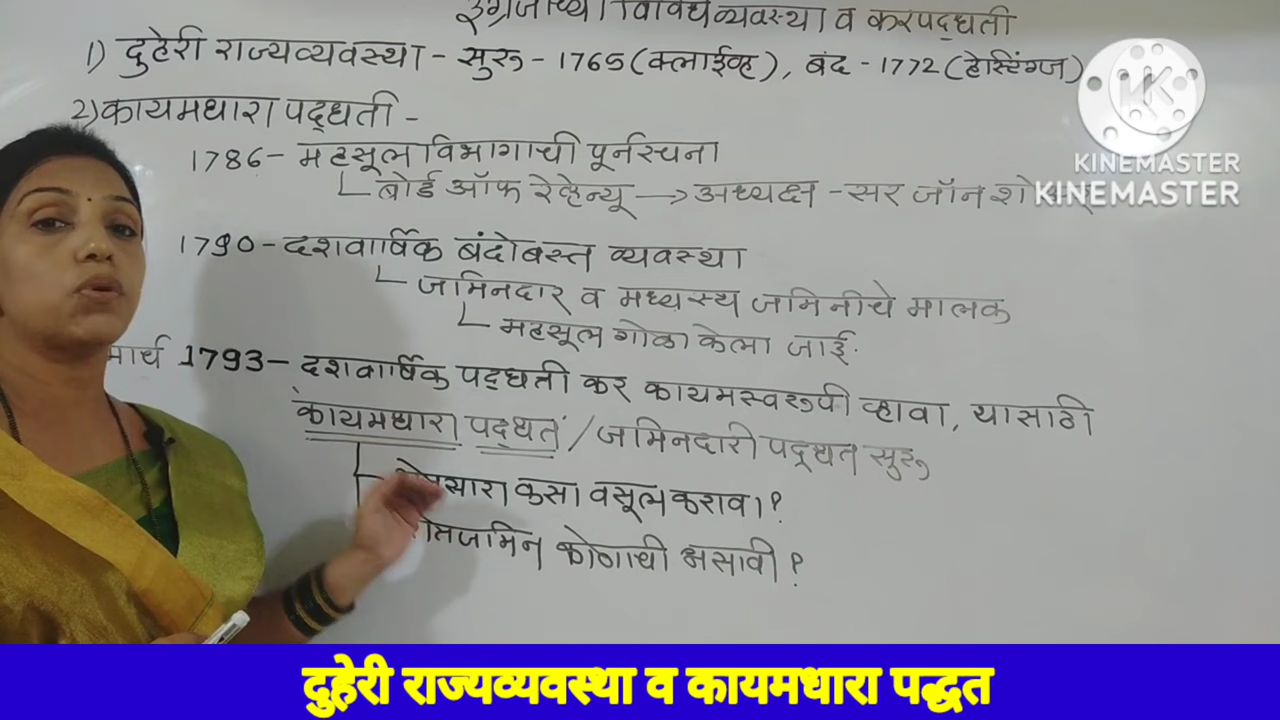 इंग्रजांच्या विविध व्यवस्था व करपद्धती
1) दुहेरी राज्यव्यवस्था - सुरु - 1765 (क्लाईव्ह), बंद - 1772 (हेस्टिंग्ज)
2) कायमधारा पद्धती -
1786 - महसूल विभागाची पूर्नरचना
बोर्ड ऑफ रेव्हेन्यू → अध्यक्ष - सर जॉन
1790 - दशवार्षिक बंदोबस्त व्यवस्था
जमिनदार व मध्यस्थ जमिनीचे मालक
महसूल गोळा केला जाई.
मार्च 1793 - दशवार्षिक पद्धती कर कायमस्वरूपी व्हावा, यासाठी
कायमधारा पद्धत / जमिनदारी पद्धत सुरु
कसा वसूल करावा ?
कोणाची असावी ?
KINEMASTER
KINEMASTER
दुहेरी राज्यव्यवस्था व कायमधारा पद्धत